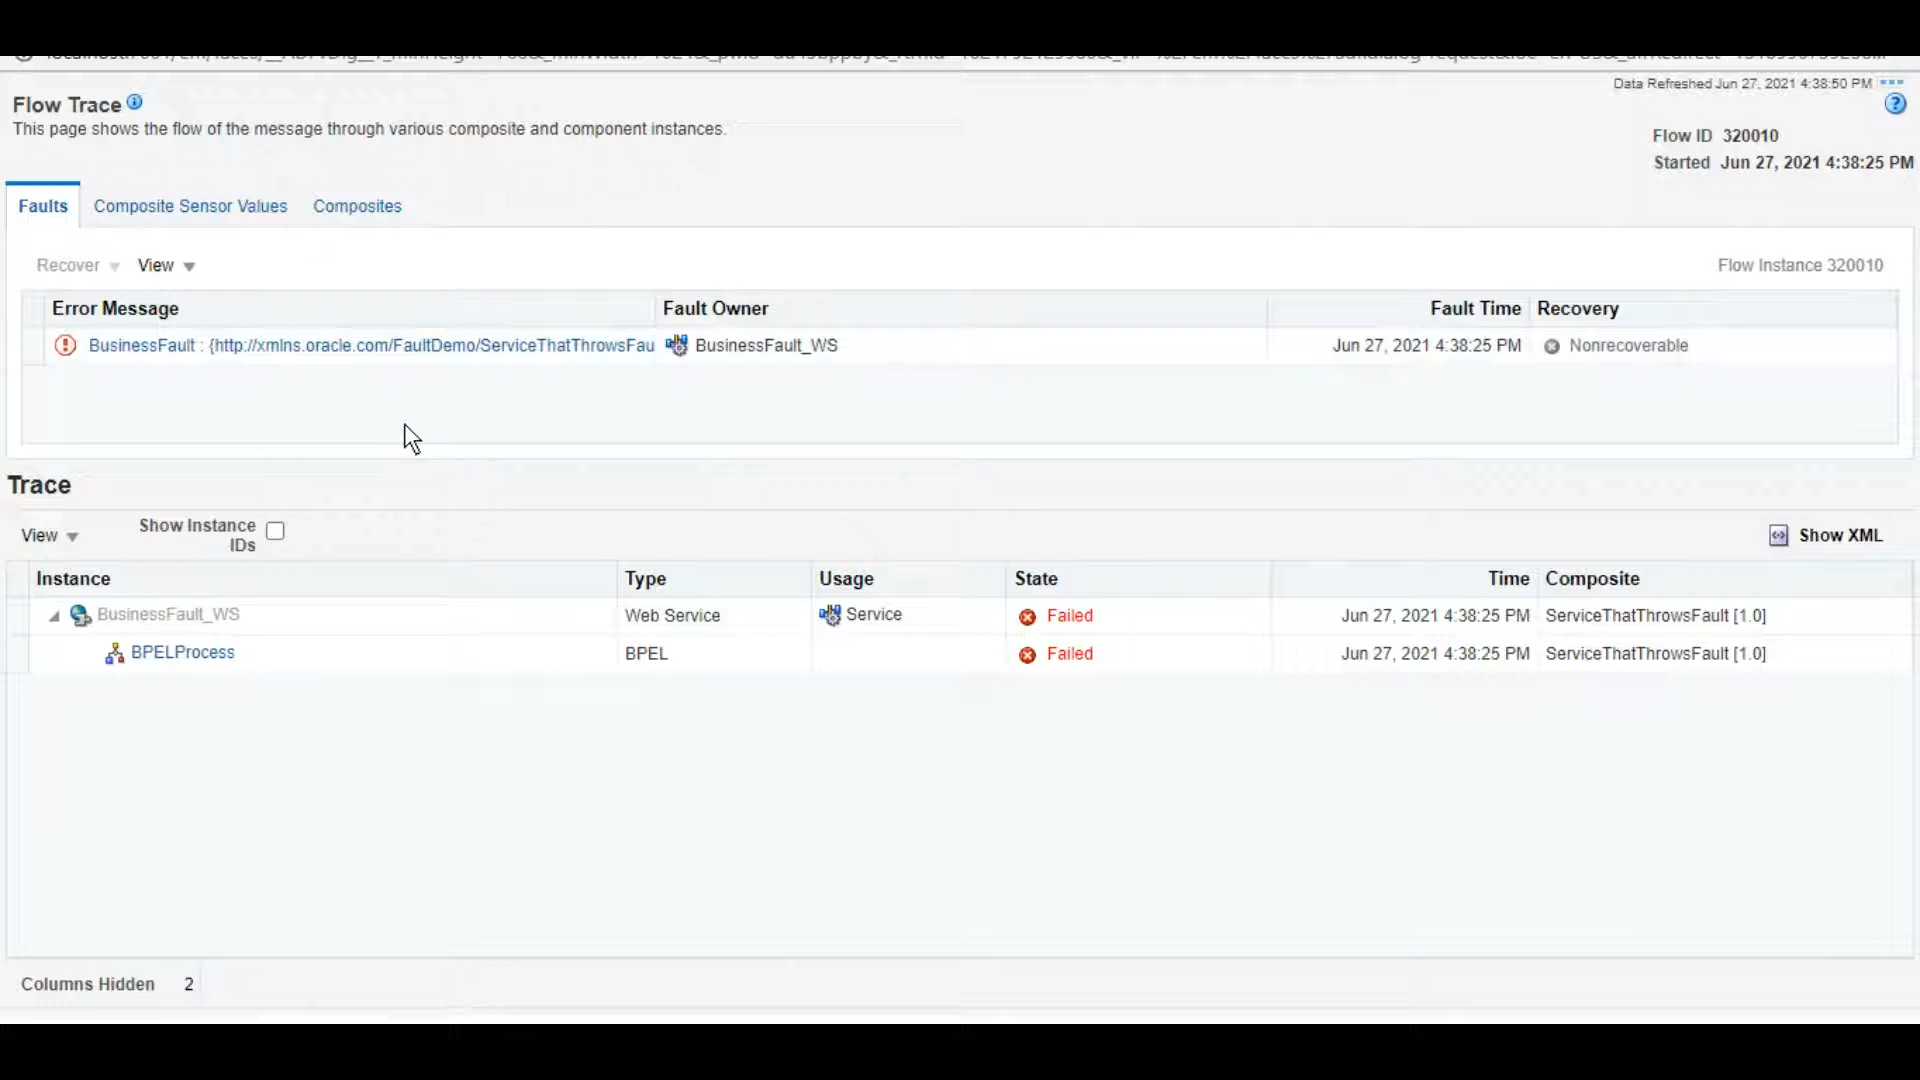 Data Refreshed Jun 27, 2021 4:38:50 PM
Flow Trace
This page shows the flow of the message through various composite and component instances.
Flow ID 320010
Started Jun 27, 2021 4:38:25 PM
Faults Composite Sensor Values Composites
Recover View Flow Instance 320010
Error Message Fault Owner Fault Time Recovery
BusinessFault : {http://xmlns.oracle.com/FaultDemo/ServiceThatThrowsFau BusinessFault_WS Jun 27, 2021 4:38:25 PM Nonrecoverable
Trace
View Show Instance IDs Show XML
Instance Type Usage State Time Composite
BusinessFault_WS Web Service Service Failed Jun 27, 2021 4:38:25 PM ServiceThatThrowsFault [1.0]
BPELProcess BPEL Failed Jun 27, 2021 4:38:25 PM ServiceThatThrowsFault [1.0]
Columns Hidden 2